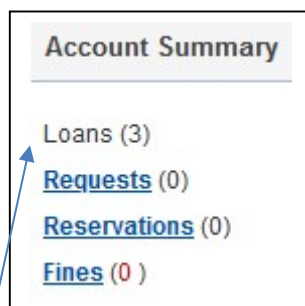 Account Summary
Loans (3)
Requests (0)
Reservations (0)
Fines (0 )